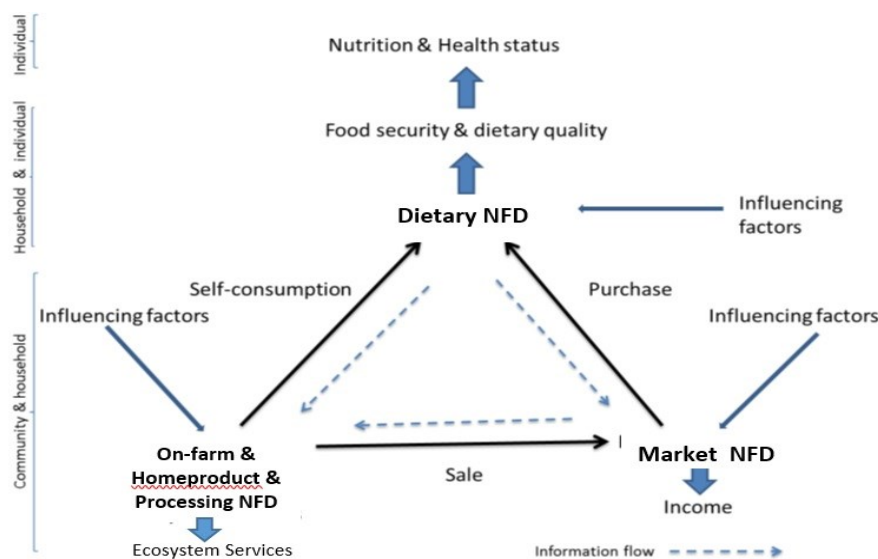 Individual
Nutrition & Health status
Household & individual
Food security & dietary quality
Dietary NFD
Influencing
factors
Community & household
Self-consumption
Purchase
Influencing factors
Influencing factors
On-farm &
Homeproduct &
Processing NFD
Sale
Market NFD
Income
Ecosystem Services
Information flow